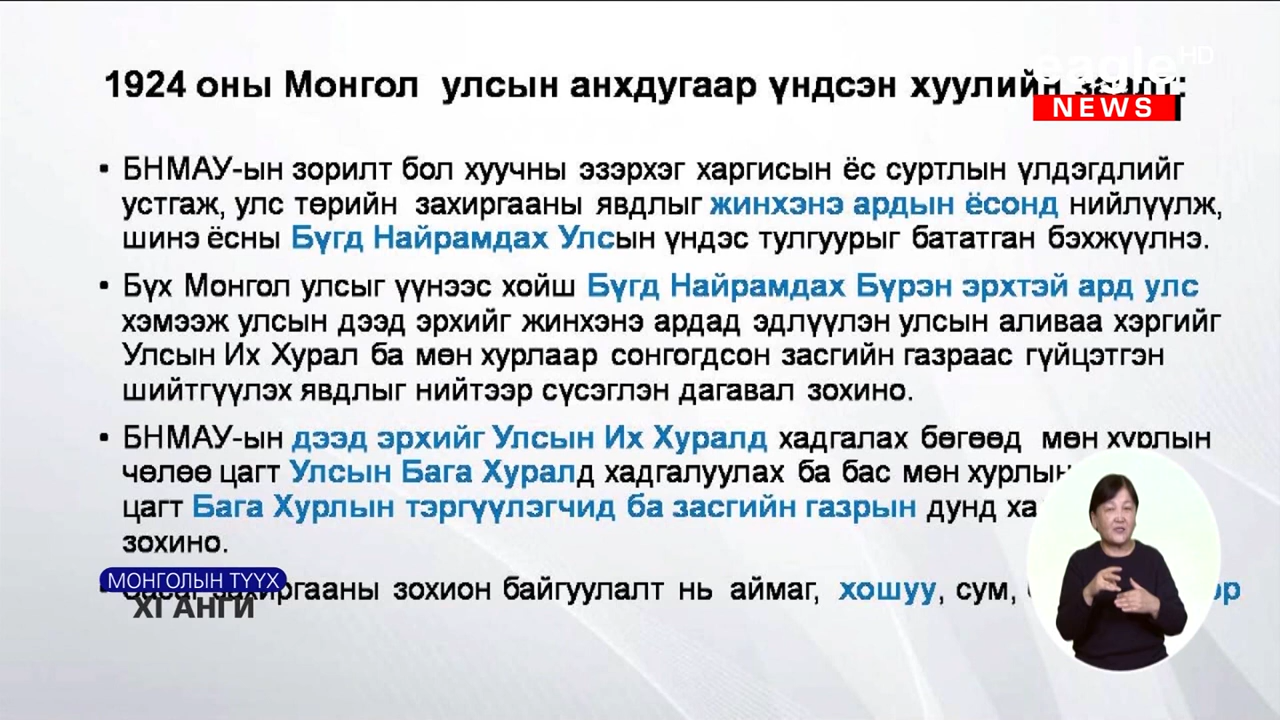 1924 оны Монгол улсын анхдугаар үндсэн хуулийн заалт:
eagle HD
NEWS
• БНМАУ-ын зорилт бол хуучны эзэрхэг харгисын ёс суртлын үлдэгдлийг
устгаж, улс төрийн захиргааны явдлыг жинхэнэ ардын ёсонд нийлүүлж,
шинэ ёсны Бүгд Найрамдах Улсын үндэс тулгуурыг бататган бэхжүүлнэ.
• Бүх Монгол улсыг үүнээс хойш Бүгд Найрамдах Бүрэн эрхтэй ард улс
хэмээж улсын дээд эрхийг жинхэнэ ардад эдлүүлэн улсын аливаа хэргийг
Улсын Их Хурал ба мөн хурлаар сонгогдсон засгийн газраас гүйцэтгэн
шийтгүүлэх явдлыг нийтээр сүсэглэн дагавал зохино.
• БНМАУ-ын дээд эрхийг Улсын Их Хуралд хадгалах бөгөөд мөн хурлын
чөлөө цагт Улсын Бага Хуралд хадгалуулах ба бас мөн хурлын
цагт Бага Хурлын тэргүүлэгчид ба засгийн газрын дунд ха
зохино.
захиргааны зохион байгуулалт нь аймаг, хошуу, сум,
МОНГОЛЫН ТҮҮХ
XI АНГИ